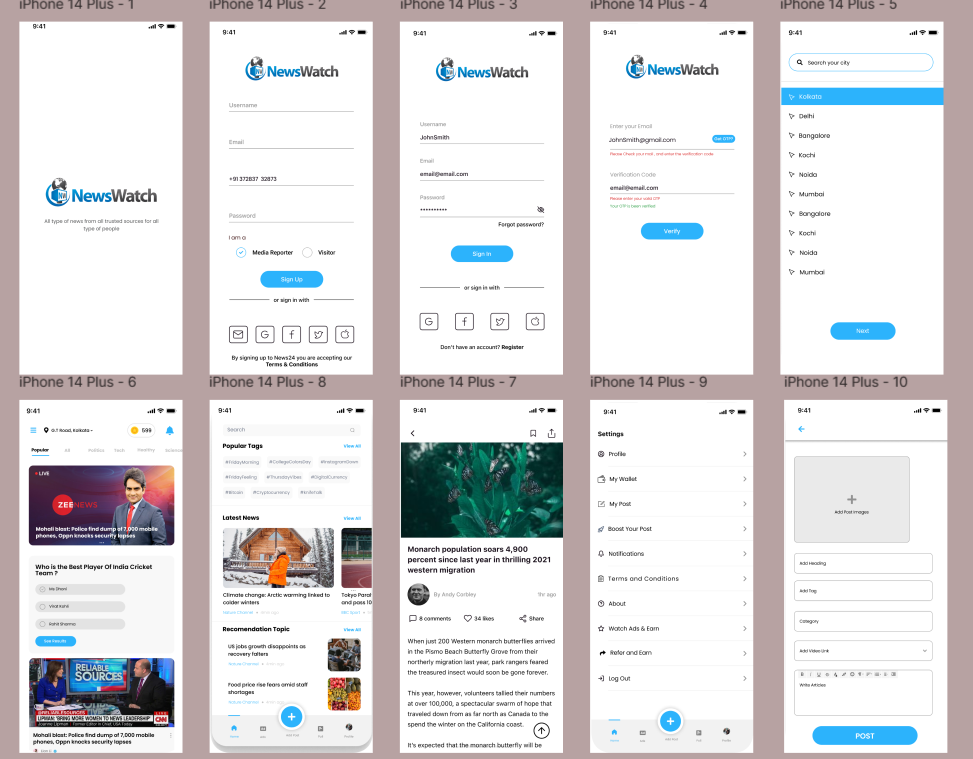 iPhone 14 Plus - 1
iPhone 14 Plus - 2
iPhone 14 Plus - 3
iPhone 14 Plus - 4
iPhone 14 Plus - 5
9:41
NW
NewsWatch
All type of news from all trusted sources for all
type of people
9:41
NW
NewsWatch
Username
Email
+91 372837 32873
Password
I am a
Media Reporter
Visitor
Sign Up
or sign in with
By signing up to News24 you are accepting our
Terms & Conditions
9:41
NW
NewsWatch
Username
JohnSmith
Email
email@email.com
Password
Forgot password?
Sign In
or sign in with
Don't have an account? Register
9:41
NW
NewsWatch
Enter your Email
JohnSmith@gmail.com
Get OTP?
Please Check your mail , and enter the verification code.
Verification Code
email@email.com
Please enter your valid OTP
Your OTP is been verified
Verify
9:41
Search your city
Kolkata
Delhi
Bangalore
Kochi
Noida
Mumbai
Bangalore
Kochi
Noida
Mumbai
Next
iPhone 14 Plus - 6
iPhone 14 Plus - 8
iPhone 14 Plus - 7
iPhone 14 Plus - 9
iPhone 14 Plus - 10
9:41
G.T Road, Kolkata
599
Popular
All
Politics
Tech
Healthy
Science
LIVE
ZEE NEWS
Mohali blast: Police find dump of 7,000 mobile
phones, Oppn knocks security lapses
Who is the Best Player Of India Cricket
Team ?
Ms Dhoni
Virat Kohli
Rohit Sharma
See Results
RELIABLE
SOURCES
LIPMAN: 'BRING MORE WOMEN TO NEWS LEADERSHIP'
CNN
Mohali blast: Police find dump of 7,000 mobile
phones, Oppn knocks security lapses
9:41
Search
Popular Tags
View All
#FridayMorning
#CollegeColorsDay
#InstagramDown
#FridayFeeling
#ThursdayVibes
#DigitalCurrency
#Bitcoin
#Cryptocurrency
Latest News
View All
Climate change: Arctic warming linked to
colder winters
Tokyo Paral
and pass 10
Recomendation Topic
View All
US jobs growth disappoints as
recovery falters
Food price rise fears amid staff
shortages
Home
Add Post
Profile
9:41
Monarch population soars 4,900
percent since last year in thrilling 2021
western migration
By Andy Corbley
1hr ago
8 comments
34 likes
Share
When just 200 Western monarch butterflies arrived
in the Pismo Beach Butterfly Grove from their
northerly migration last year, park rangers feared
the treasured insect would soon be gone forever.
This year, however, volunteers tallied their numbers
at over 100,000, a spectacular swarm of hope that
traveled down from as far north as Canada to the
spend the winter on the California coast.
It's expected that the monarch butterfly will be
9:41
Settings
Profile
My Wallet
My Post
Boost Your Post
Notifications
Terms and Conditions
About
Watch Ads & Earn
Refer and Earn
Log Out
Home
Add Post
Profile
9:41
Add Post Images
Add Heading
Add Tag
Category
Add Video Link
Write Articles
POST